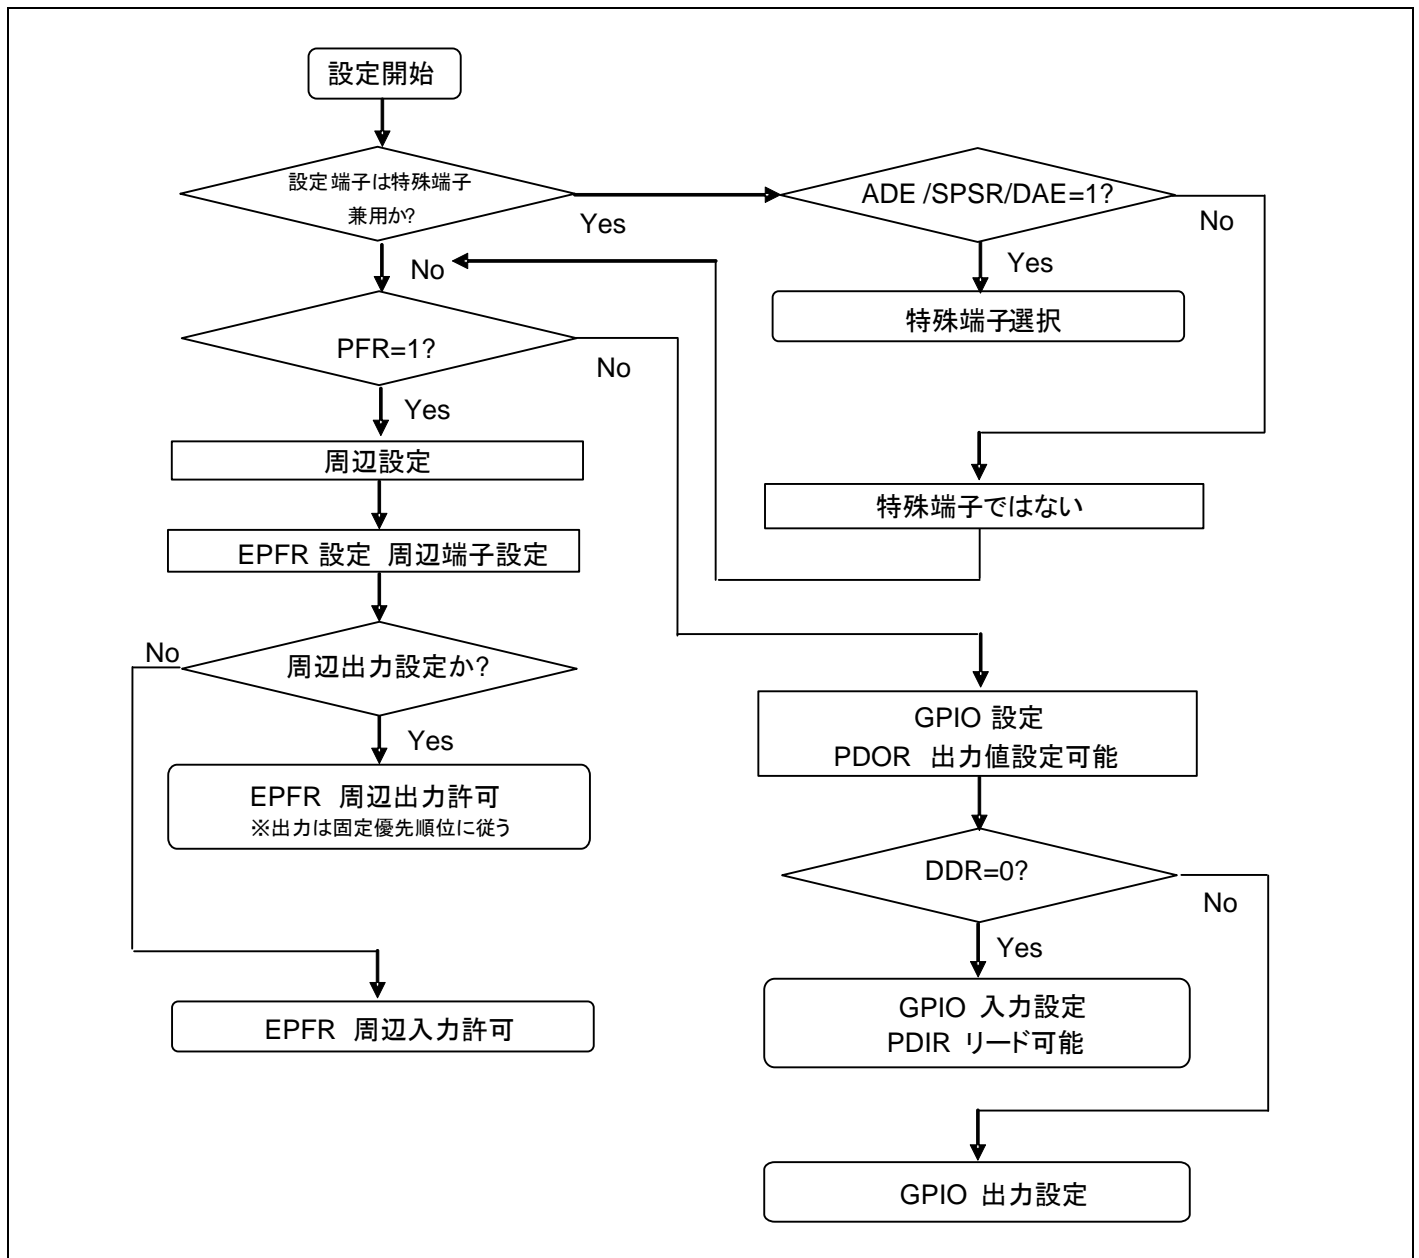 設定開始
設定端子は特殊端子
兼用か?
Yes
No
ADE /SPSR/DAE=1?
No
Yes
特殊端子選択
PFR=1?
No
Yes
周辺設定
特殊端子ではない
EPFR 設定 周辺端子設定
周辺出力設定か?
No
Yes
EPFR 周辺出力許可
※出力は固定優先順位に従う
EPFR 周辺入力許可
GPIO 設定
PDOR 出力値設定可能
DDR=0?
No
Yes
GPIO 入力設定
PDIR リード可能
GPIO 出力設定